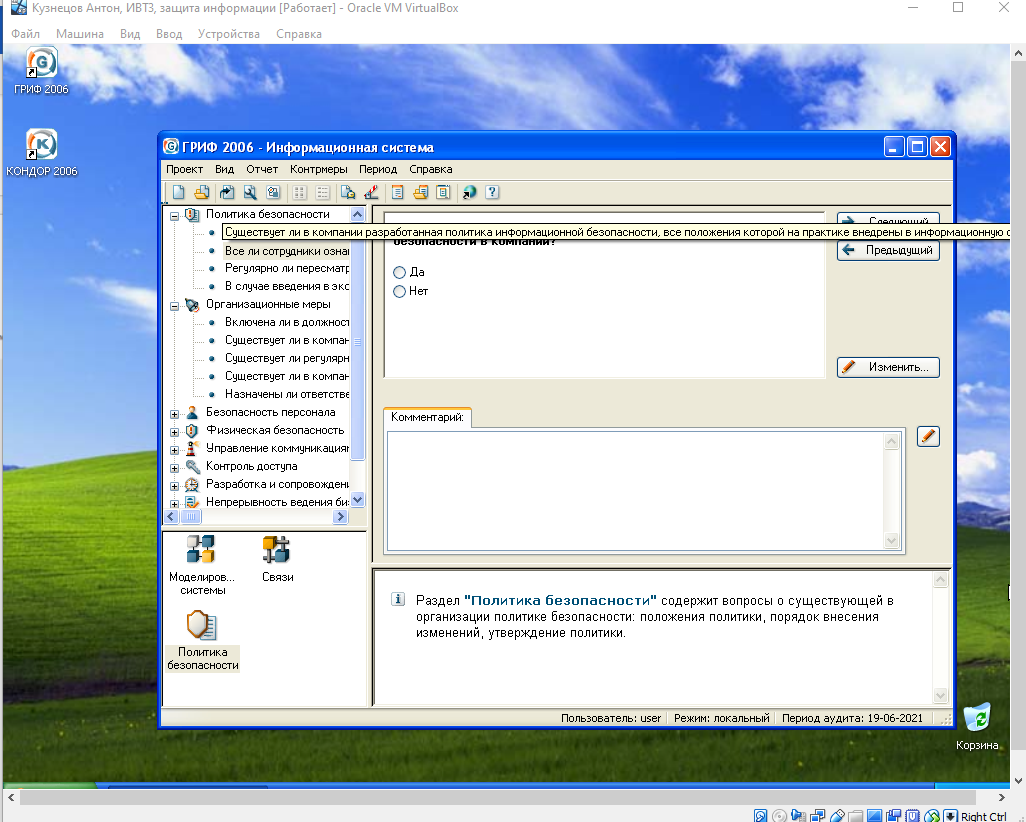 Кузнецов Антон, ИВТЗ, защита информации [Работает] - Oracle VM VirtualBox
Файл Машина Вид Ввод Устройства Справка
ГРИФ 2006
КОНДОР 2006
ГРИФ 2006 - Информационная система
Проект Вид Отчет Контрмеры Период Справка
Политика безопасности
Существует ли в компании разработанная политика информационной безопасности, все положения которой на практике внедрены в информационную с
Все ли сотрудники озна
Регулярно ли пересматр
В случае введения в экс
Организационные меры
Включена ли в должност
Существует ли в компан
Существует ли регулярн
Существует ли в компан
Назначены ли ответстве
Безопасность персонала
Физическая безопасность
Управление коммуникация
Контроль доступа
Разработка и сопровождени
Непрерывность ведения би
Следующий
безопасности в компании?
Предыдущий
Да
Нет
Изменить...
Комментарий:
Моделиров... системы
Связи
Политика безопасности
Раздел "Политика безопасности" содержит вопросы о существующей в
организации политике безопасности: положения политики, порядок внесения
изменений, утверждение политики.
Пользователь: user Режим: локальный Период аудита: 19-06-2021
Корзина
Right Ctrl